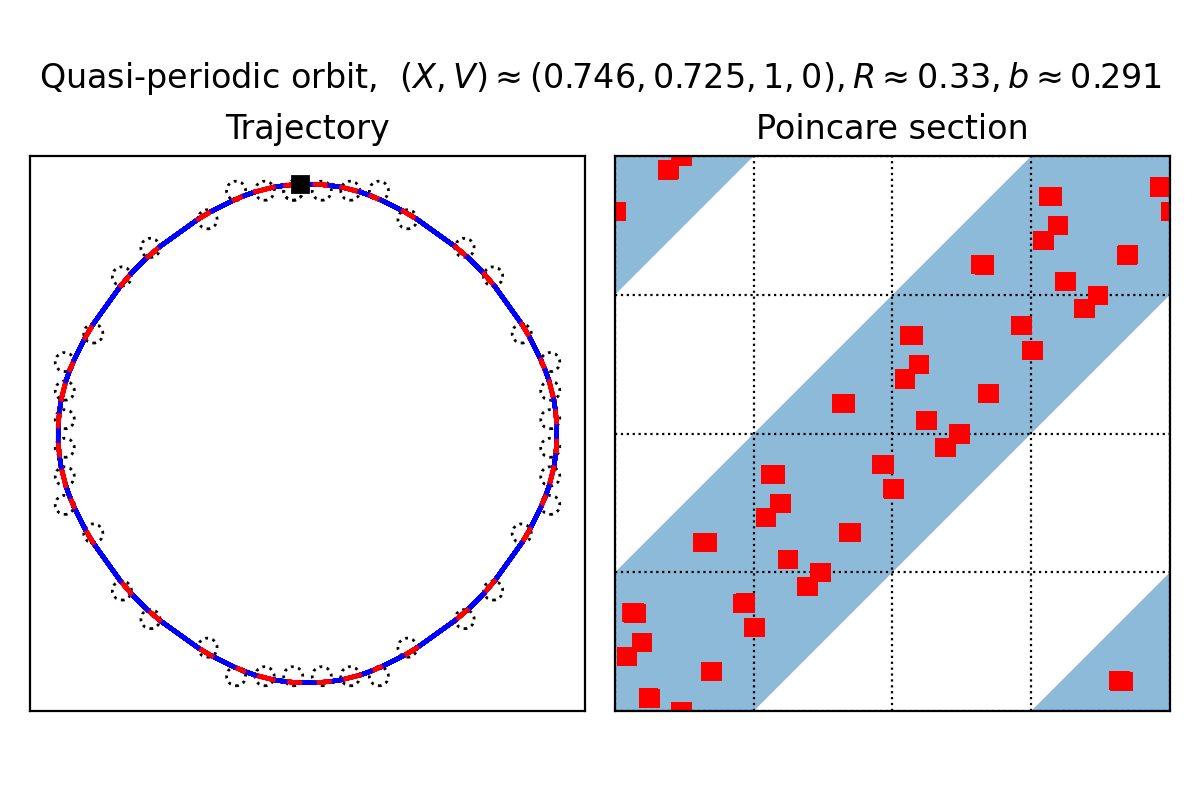 Quasi-periodic orbit, (X, V) ≈ (0.746, 0.725, 1, 0), R ≈ 0.33, b ≈ 0.291
Trajectory
Poincare section